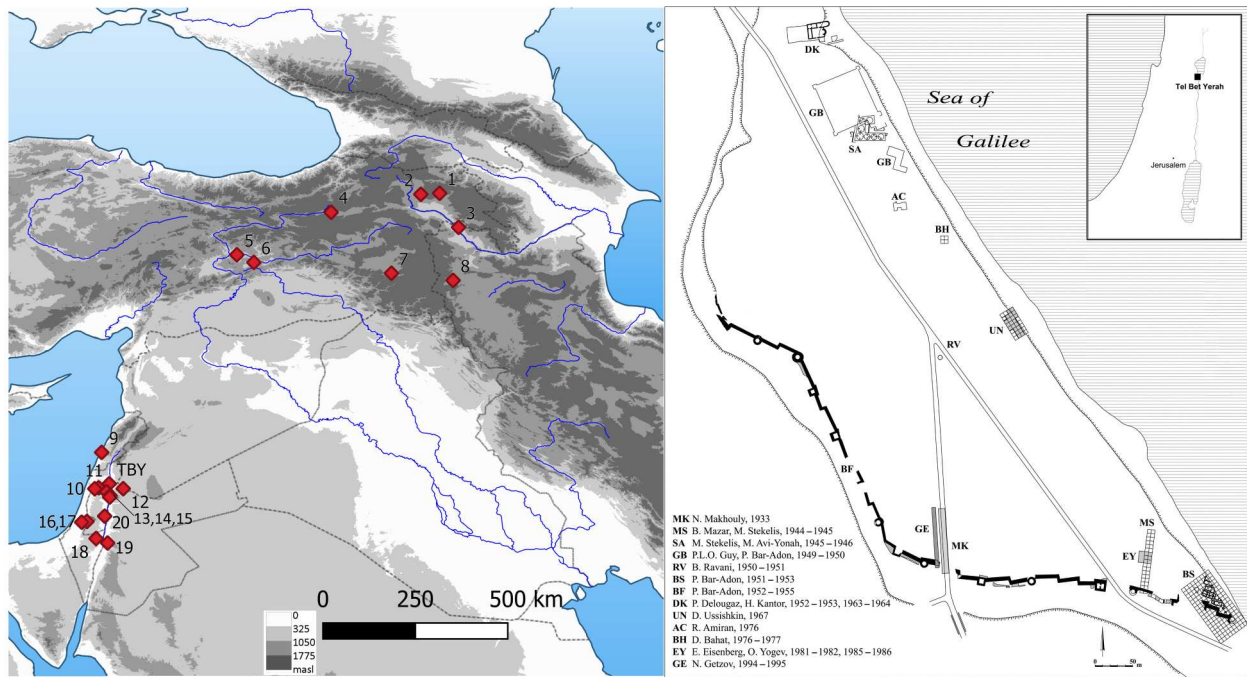 1
2
3
4
5
6
7
8
9
TBY
11
10
12
13,14,15
16,17
20
18
19
0 250 500 km
0
325
1050
1775
masl
DK
GB
SA
GB
AC
BH
UN
RV
BF
GE
MK
MS
EY
BS
Sea of
Galilee
Tel Bet Yerah
Jerusalem
MK N. Makhouly, 1933
MS B. Mazar, M. Stekelis, 1944–1945
SA M. Stekelis, M. Avi-Yonah, 1945–1946
GB P.L.O. Guy, P. Bar-Adon, 1949–1950
RV B. Ravani, 1950–1951
BS P. Bar-Adon, 1951–1953
BF P. Bar-Adon, 1952–1955
DK P. Delougaz, H. Kantor, 1952–1953, 1963–1964
UN D. Ussishkin, 1967
AC R. Amiran, 1976
BH D. Bahat, 1976–1977
EY E. Eisenberg, O. Yogev, 1981–1982, 1985–1986
GE N. Getzov, 1994–1995
0 50 m